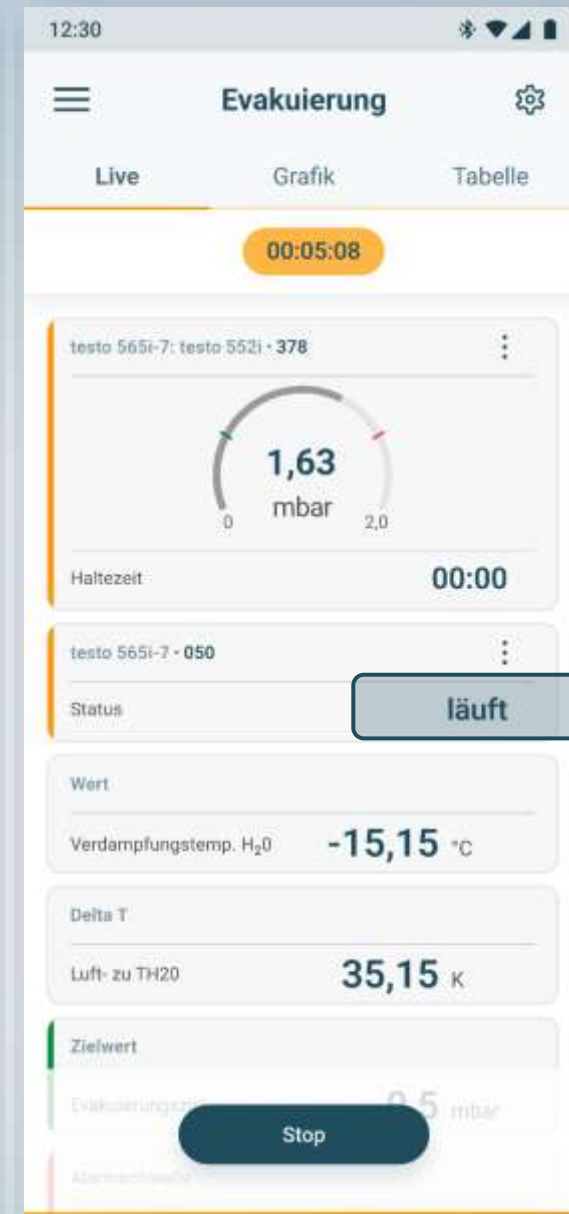 12:30
Evakuierung
Live Grafik Tabelle
00:05:08
testo 565i-7: testo 552i • 378
1,63
mbar
0 2,0
Haltezeit 00:00
testo 565i-7 • 050
Status läuft
Wert
Verdampfungstemp. H₂0 -15,15 °C
Delta T
Luft- zu TH20 35,15 K
Zielwert
0,5 mbar
Stop